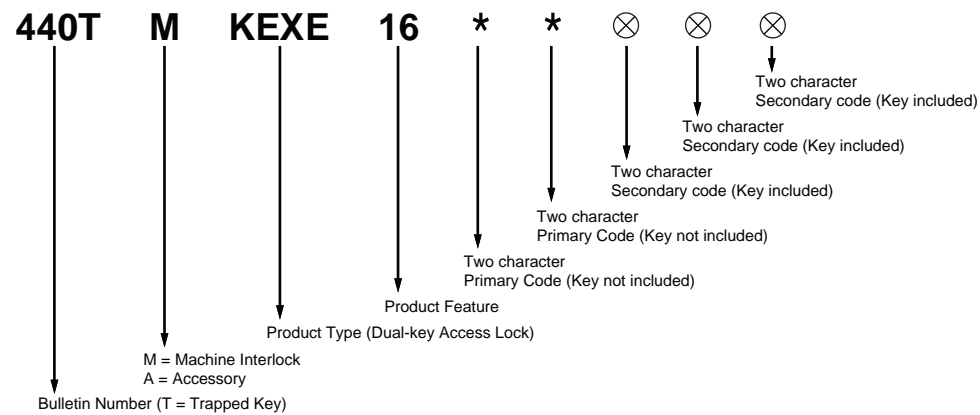 440T M KEXE 16 * * ⊗ ⊗ ⊗
Two character
Secondary code (Key included)
Two character
Secondary code (Key included)
Two character
Secondary code (Key included)
Two character
Primary Code (Key not included)
Two character
Primary Code (Key not included)
Product Feature
Product Type (Dual-key Access Lock)
M = Machine Interlock
A = Accessory
Bulletin Number (T = Trapped Key)